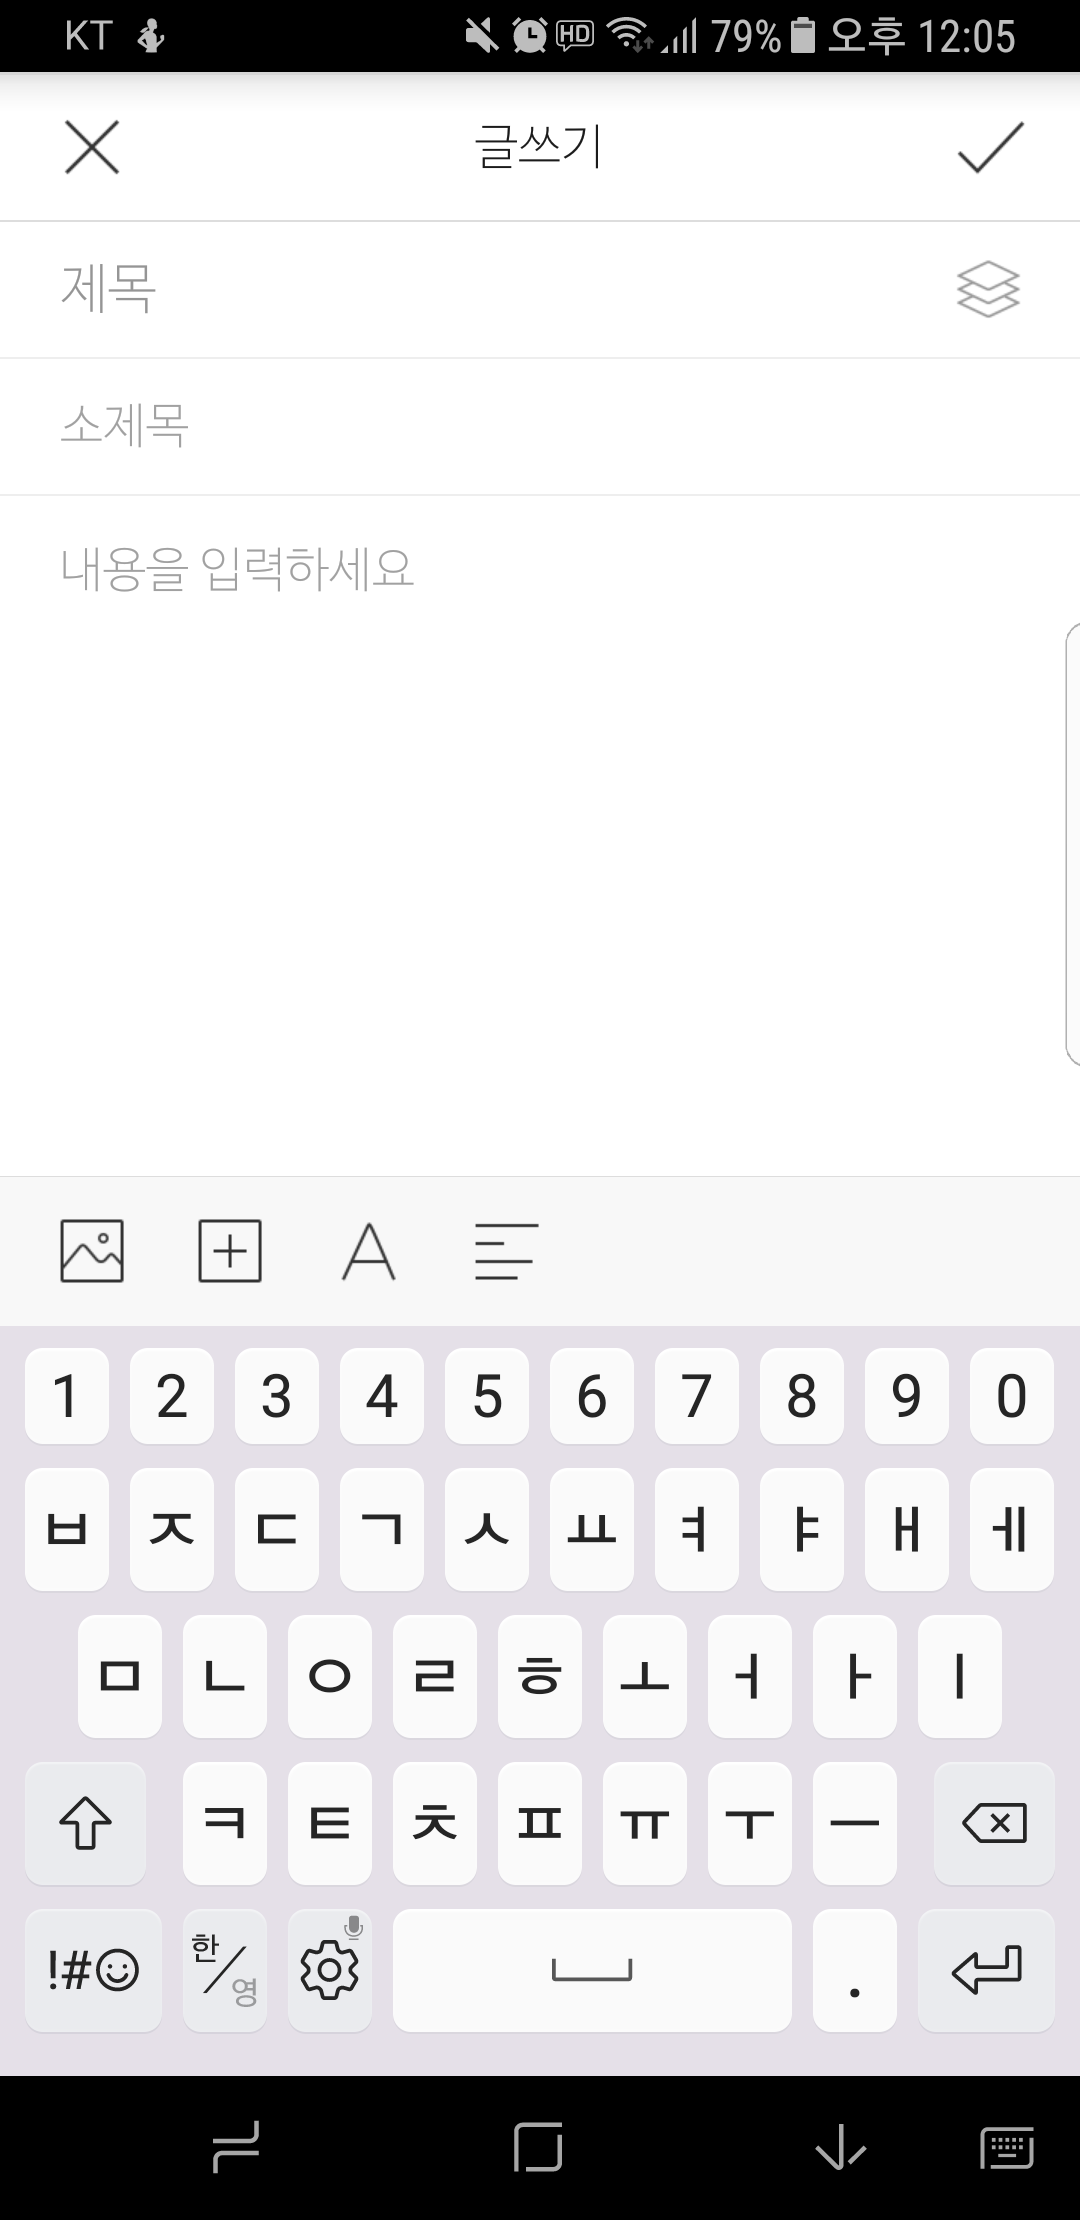 KT HD 79% 오후 12:05
글쓰기
제목
소제목
내용을 입력하세요
A
1 2 3 4 5 6 7 8 9 0
ㅂ ㅈ ㄷ ㄱ ㅅ ㅛ ㅕ ㅑ ㅐ ㅔ
ㅁ ㄴ ㅇ ㄹ ㅎ ㅗ ㅓ ㅏ ㅣ
ㅋ ㅌ ㅊ ㅍ ㅠ ㅜ ㅡ
!#☺ 한/영 .